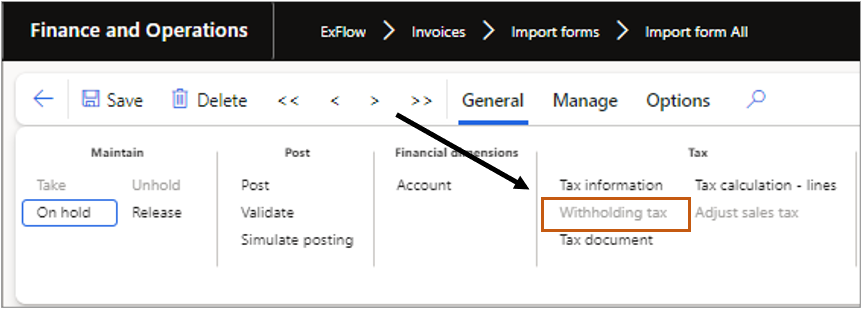 Finance and Operations ExFlow > Invoices > Import forms > Import form All
Save Delete << < > >> General Manage Options
Maintain Post Financial dimensions Tax
Take Unhold Post Account Tax information Tax calculation - lines
On hold Release Validate Withholding tax Adjust sales tax
Simulate posting Tax document